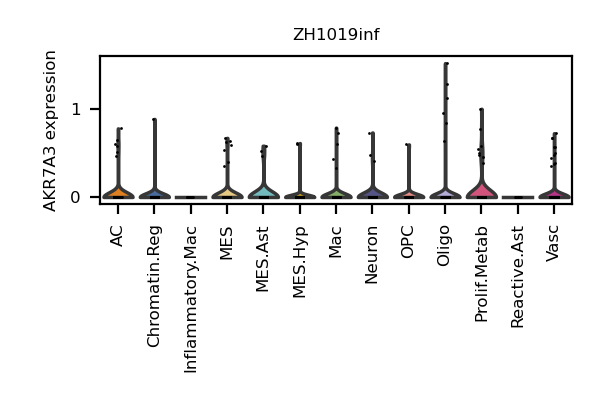 ZH1019inf
AKR7A3 expression
1
0
AC
Chromatin.Reg
Inflammatory.Mac
MES
MES.Ast
MES.Hyp
Mac
Neuron
OPC
Oligo
Prolif.Metab
Reactive.Ast
Vasc